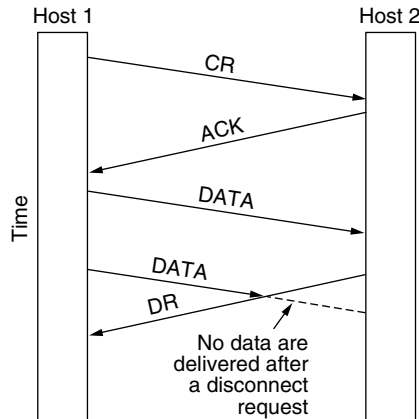 Host 1
Host 2
CR
ACK
Time
DATA
DATA
DR
No data are
delivered after
a disconnect
request